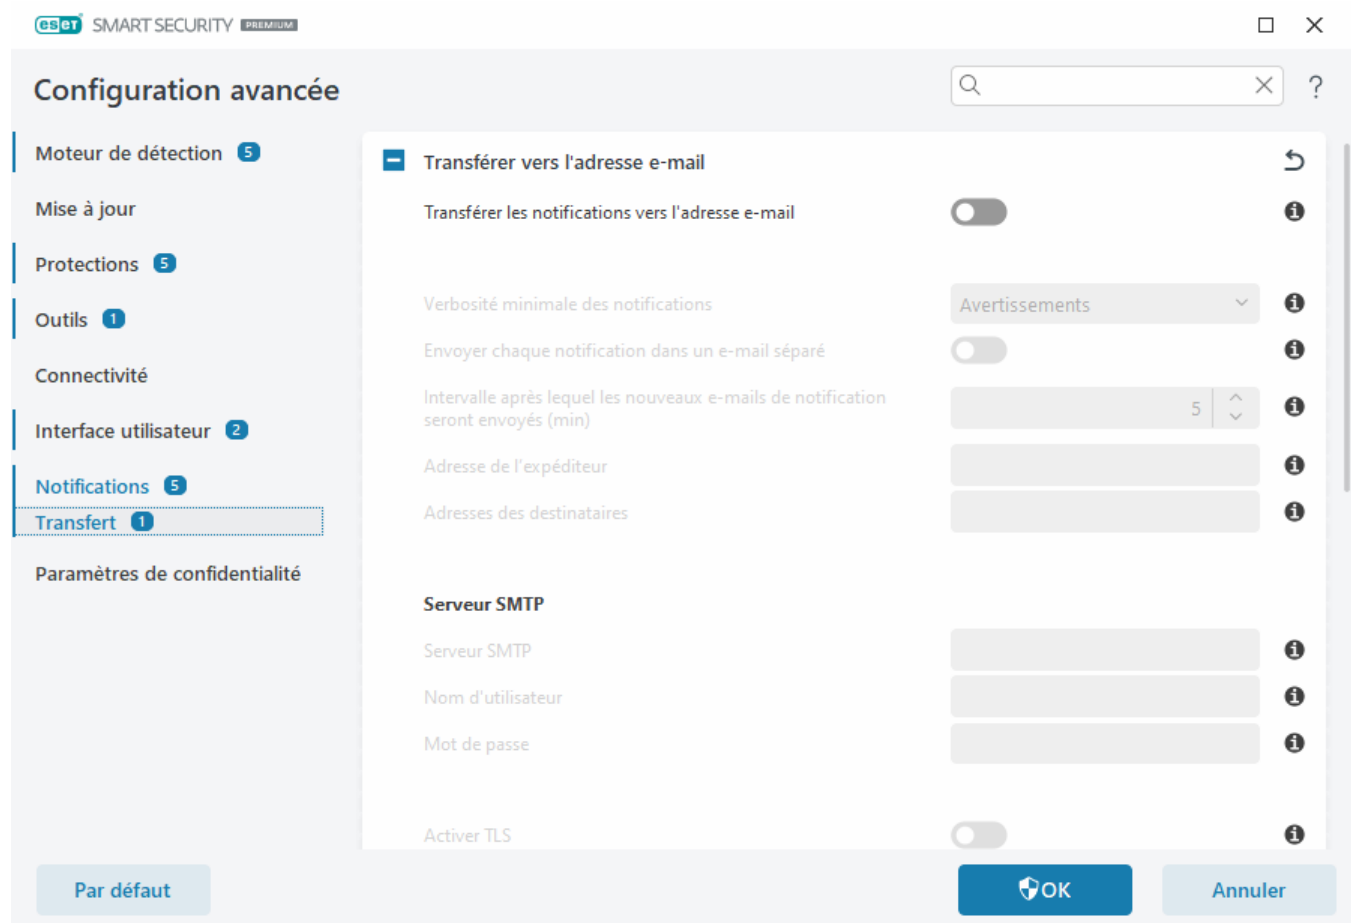 eseT SMART SECURITY PREMIUM
Configuration avancée
?
Moteur de détection 5
Mise à jour
Protections 5
Outils 1
Connectivité
Interface utilisateur 2
Notifications 5
Transfert 1
Paramètres de confidentialité
Transférer vers l'adresse e-mail
Transférer les notifications vers l'adresse e-mail
Verbosité minimale des notifications
Avertissements
Envoyer chaque notification dans un e-mail séparé
Intervalle après lequel les nouveaux e-mails de notification
seront envoyés (min)
5
Adresse de l'expéditeur
Adresses des destinataires
Serveur SMTP
Serveur SMTP
Nom d'utilisateur
Mot de passe
Activer TLS
Par défaut
OK
Annuler